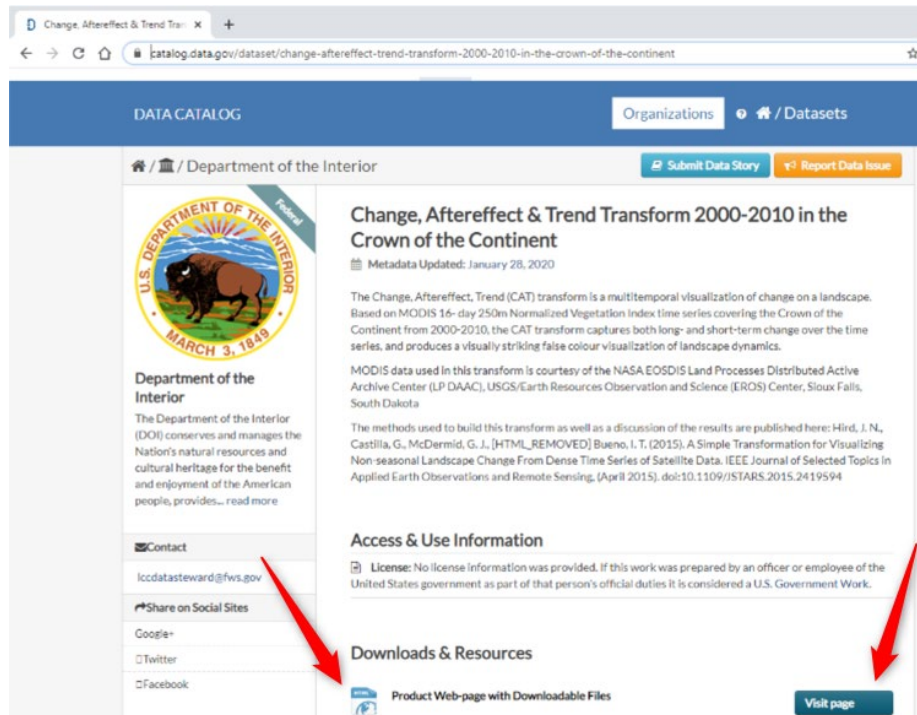 Change, Aftereffect & Trend Tran
catalog.data.gov/dataset/change-aftereffect-trend-transform-2000-2010-in-the-crown-of-the-continent
DATA CATALOG
Organizations
/ Datasets
/ / Department of the Interior
Submit Data Story
Report Data Issue
Federal
U.S. DEPARTMENT OF THE INTERIOR
MARCH 3, 1849
Department of the
Interior
The Department of the Interior
(DOI) conserves and manages the
Nation's natural resources and
cultural heritage for the benefit
and enjoyment of the American
people, provides... read more
Contact
lccdatasteward@fws.gov
Share on Social Sites
Google+
Twitter
Facebook
Change, Aftereffect & Trend Transform 2000-2010 in the
Crown of the Continent
Metadata Updated: January 28, 2020
The Change, Aftereffect, Trend (CAT) transform is a multitemporal visualization of change on a landscape.
Based on MODIS 16- day 250m Normalized Vegetation Index time series covering the Crown of the
Continent from 2000-2010, the CAT transform captures both long- and short-term change over the time
series, and produces a visually striking false colour visualization of landscape dynamics.
MODIS data used in this transform is courtesy of the NASA EOSDIS Land Processes Distributed Active
Archive Center (LP DAAC), USGS/Earth Resources Observation and Science (EROS) Center, Sioux Falls,
South Dakota
The methods used to build this transform as well as a discussion of the results are published here: Hird, J. N.,
Castilla, G., McDermid, G. J., [HTML_REMOVED] Bueno, I. T. (2015). A Simple Transformation for Visualizing
Non-seasonal Landscape Change From Dense Time Series of Satellite Data. IEEE Journal of Selected Topics in
Applied Earth Observations and Remote Sensing, (April 2015). doi:10.1109/JSTARS.2015.2419594
Access & Use Information
License: No license information was provided. If this work was prepared by an officer or employee of the
United States government as part of that person's official duties it is considered a U.S. Government Work.
Downloads & Resources
HTML
Product Web-page with Downloadable Files
Visit page